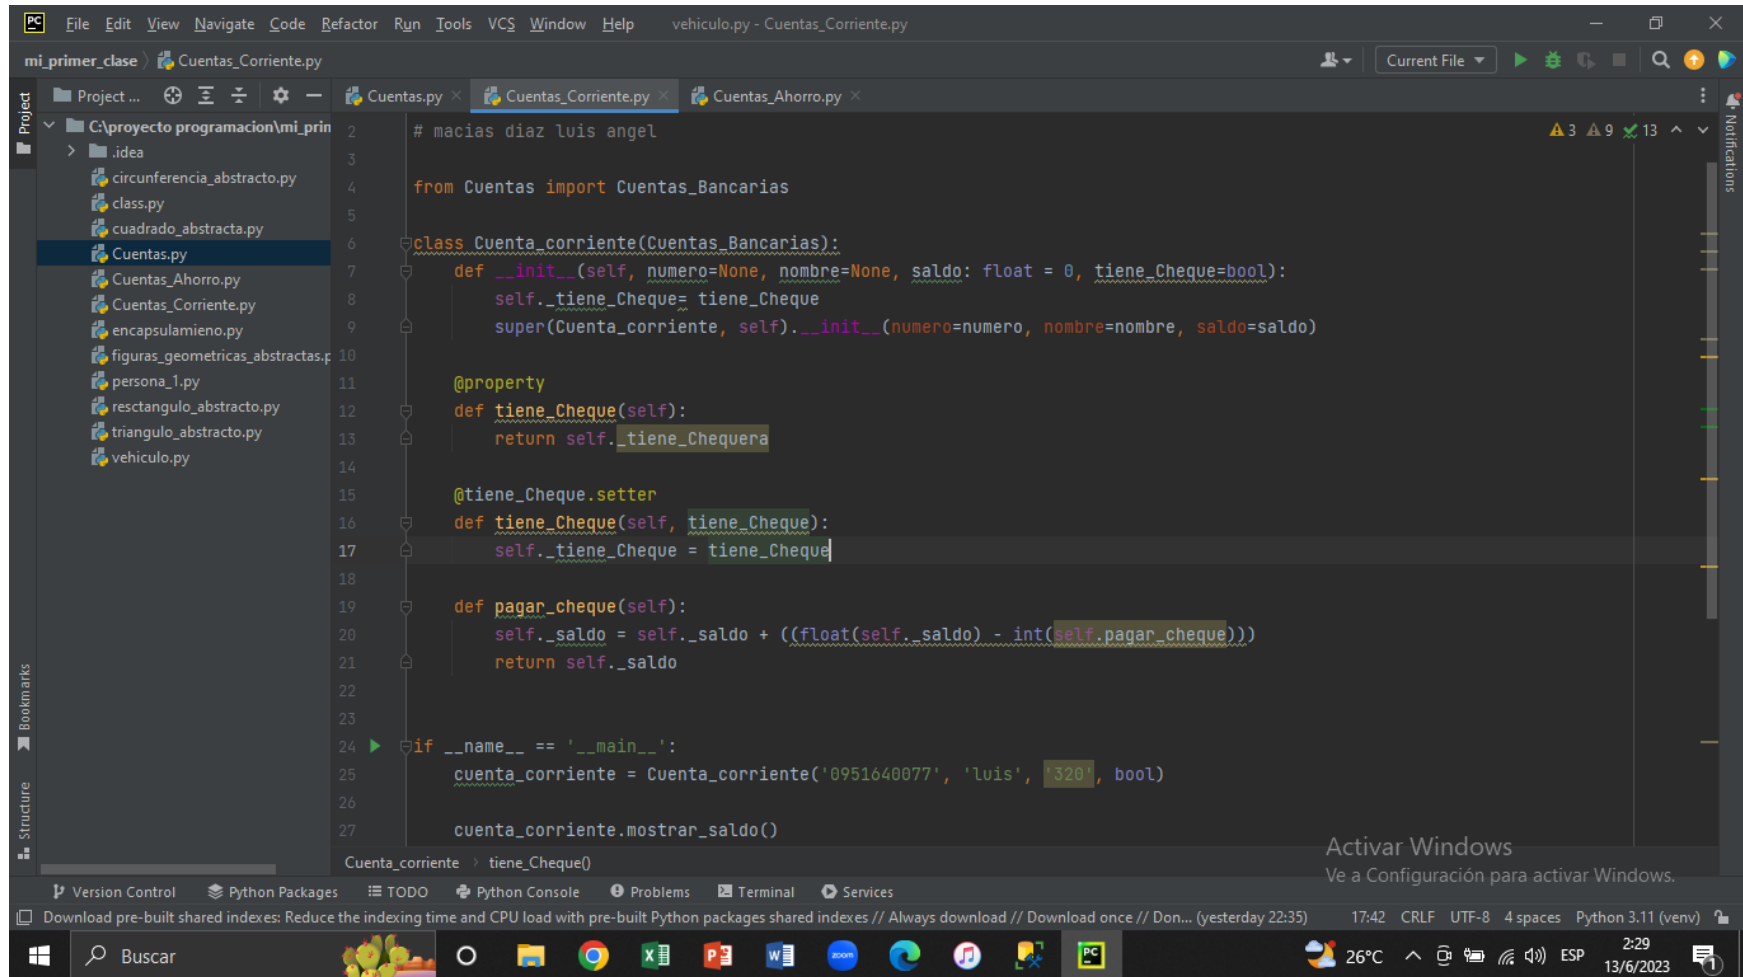 PC File Edit View Navigate Code Refactor Run Tools VCS Window Help vehiculo.py - Cuentas_Corriente.py
mi_primer_clase Cuentas_Corriente.py Current File
Project Project ... Cuentas.py Cuentas_Corriente.py Cuentas_Ahorro.py
C:\proyecto programacion\mi_prin
.idea
circunferencia_abstracto.py
class.py
cuadrado_abstracta.py
Cuentas.py
Cuentas_Ahorro.py
Cuentas_Corriente.py
encapsulamieno.py
figuras_geometricas_abstractas.p
persona_1.py
resctangulo_abstracto.py
triangulo_abstracto.py
vehiculo.py
2 # macias diaz luis angel
3
4 from Cuentas import Cuentas_Bancarias
5
6 class Cuenta_corriente(Cuentas_Bancarias):
7 def __init__(self, numero=None, nombre=None, saldo: float = 0, tiene_Cheque=bool):
8 self._tiene_Cheque= tiene_Cheque
9 super(Cuenta_corriente, self).__init__(numero=numero, nombre=nombre, saldo=saldo)
10
11 @property
12 def tiene_Cheque(self):
13 return self._tiene_Chequera
14
15 @tiene_Cheque.setter
16 def tiene_Cheque(self, tiene_Cheque):
17 self._tiene_Cheque = tiene_Cheque
18
19 def pagar_cheque(self):
20 self._saldo = self._saldo + ((float(self._saldo) - int(self.pagar_cheque)))
21 return self._saldo
22
23
24 if __name__ == '__main__':
25 cuenta_corriente = Cuenta_corriente('0951640077', 'luis', '320', bool)
26
27 cuenta_corriente.mostrar_saldo()
3 9 13
Notifications
Bookmarks
Structure
Cuenta_corriente tiene_Cheque()
Activar Windows
Ve a Configuración para activar Windows.
Version Control Python Packages TODO Python Console Problems Terminal Services
Download pre-built shared indexes: Reduce the indexing time and CPU load with pre-built Python packages shared indexes // Always download // Download once // Don... (yesterday 22:35) 17:42 CRLF UTF-8 4 spaces Python 3.11 (venv)
Buscar zoom PC 26°C ESP 2:29
13/6/2023 1